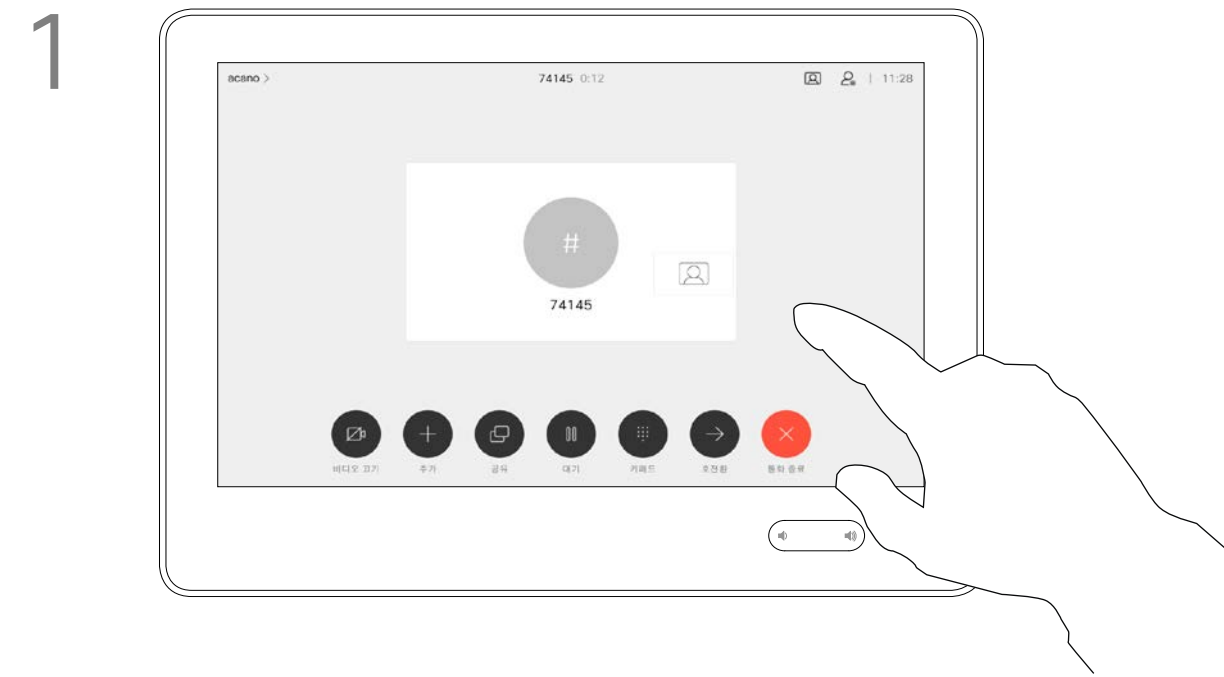 1
acano >
74145 0:12
| 11:28
#
74145
비디오 끄기
추가
공유
대기
키패드
호전환
통화 종료